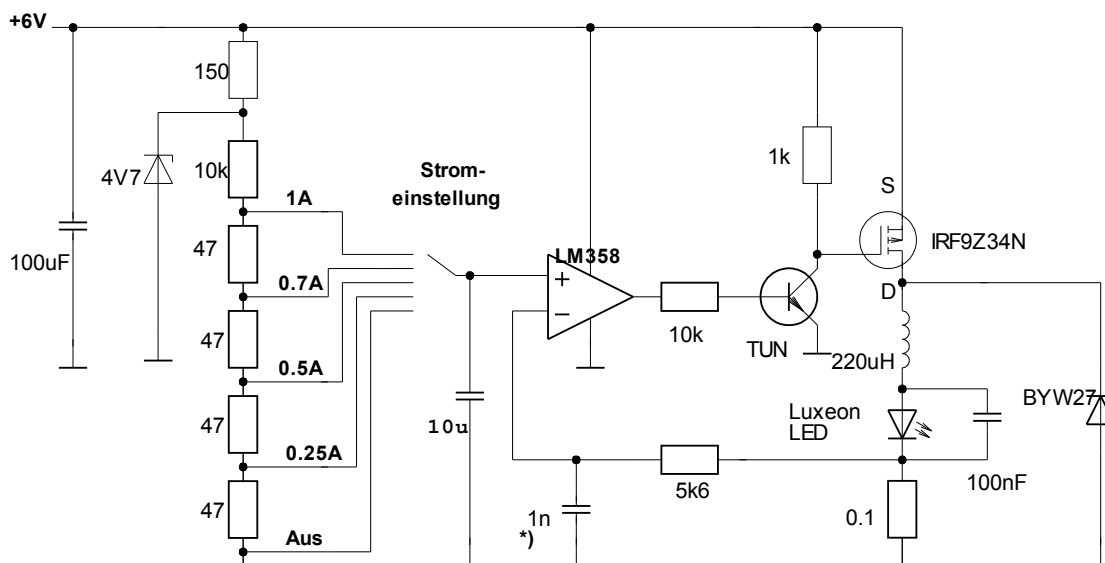 +6V
150
4V7
10k
1A
47
0.7A
47
0.5A
47
0.25A
47
Aus
100uF
Strom-
einstellung
10u
LM358
+
−
10k
TUN
1k
S
IRF9Z34N
D
220uH
Luxeon
LED
BYW27
100nF
5k6
1n
*)
0.1